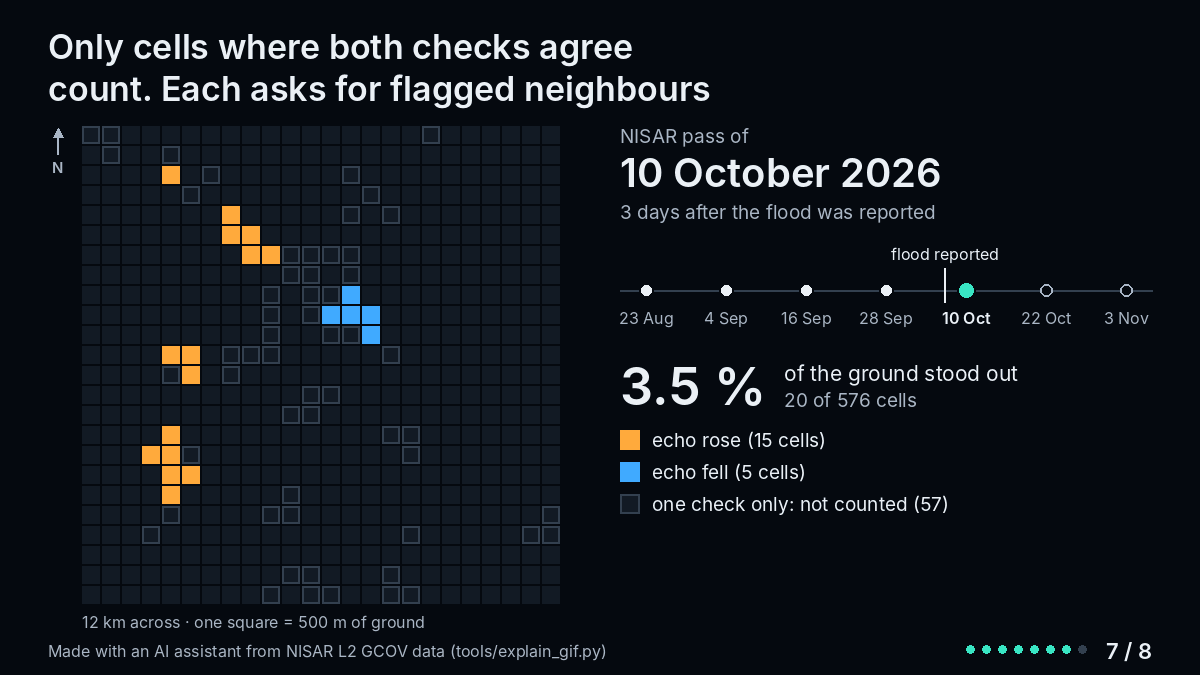 Only cells where both checks agree
count. Each asks for flagged neighbours
N
NISAR pass of
10 October 2026
3 days after the flood was reported
flood reported
23 Aug 4 Sep 16 Sep 28 Sep 10 Oct 22 Oct 3 Nov
3.5 % of the ground stood out
20 of 576 cells
echo rose (15 cells)
echo fell (5 cells)
one check only: not counted (57)
12 km across · one square = 500 m of ground
Made with an AI assistant from NISAR L2 GCOV data (tools/explain_gif.py)
7 / 8